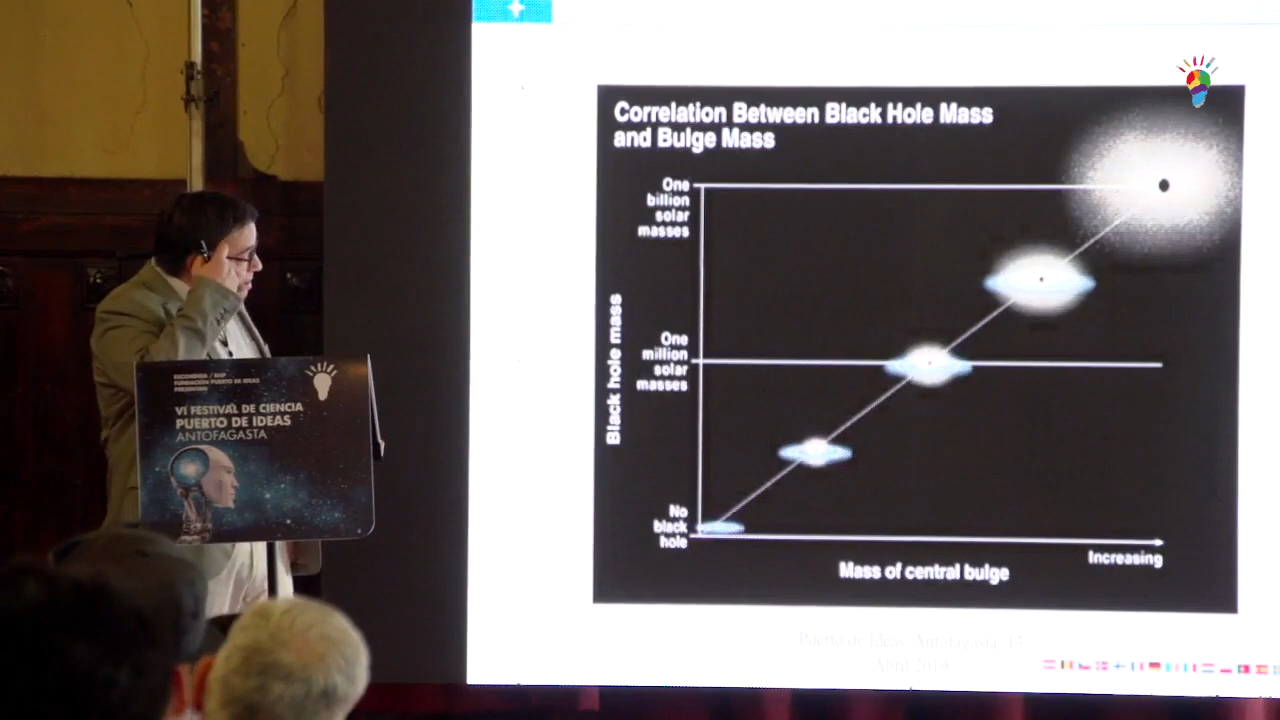 Correlation Between Black Hole Mass
and Bulge Mass
One
billion
solar
masses
One
million
solar
masses
No
black
hole
Black hole mass
Increasing
Mass of central bulge
Puerto de Ideas, Antofagasta, 13
Abril 2019
ESCONDIDA / BHP
FUNDACIÓN PUERTO DE IDEAS
PRESENTAN
VI FESTIVAL DE CIENCIA
PUERTO DE IDEAS
ANTOFAGASTA